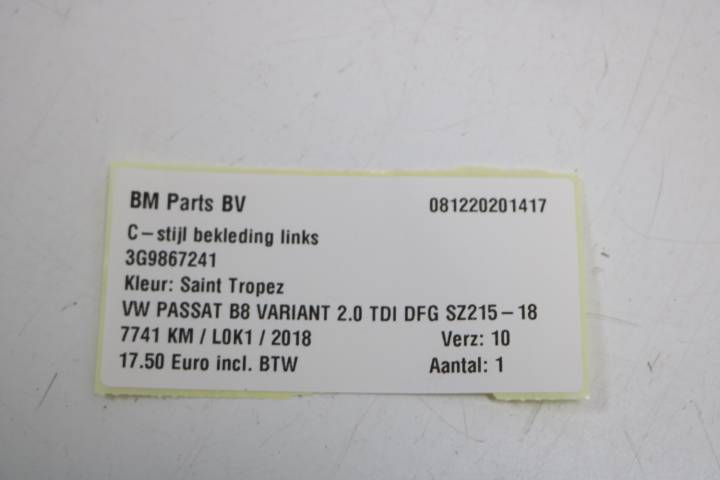 BM Parts BV 081220201417
C-stijl bekleding links
3G9867241
Kleur: Saint Tropez
VW PASSAT B8 VARIANT 2.0 TDI DFG SZ215-18
7741 KM / L0K1 / 2018 Verz: 10
17.50 Euro incl. BTW Aantal: 1